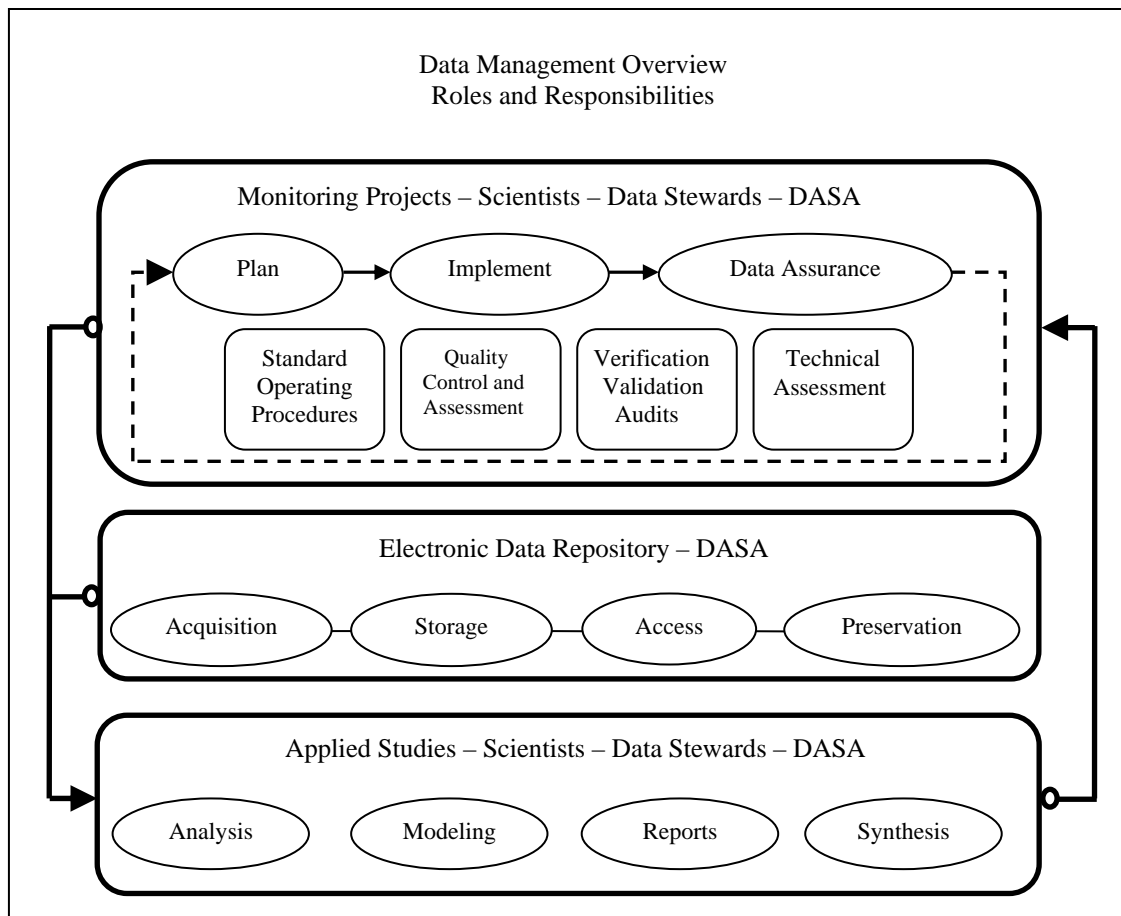 Data Management Overview
Roles and Responsibilities
Monitoring Projects – Scientists – Data Stewards – DASA
Plan
Implement
Data Assurance
Standard
Operating
Procedures
Quality
Control and
Assessment
Verification
Validation
Audits
Technical
Assessment
Electronic Data Repository – DASA
Acquisition
Storage
Access
Preservation
Applied Studies – Scientists – Data Stewards – DASA
Analysis
Modeling
Reports
Synthesis